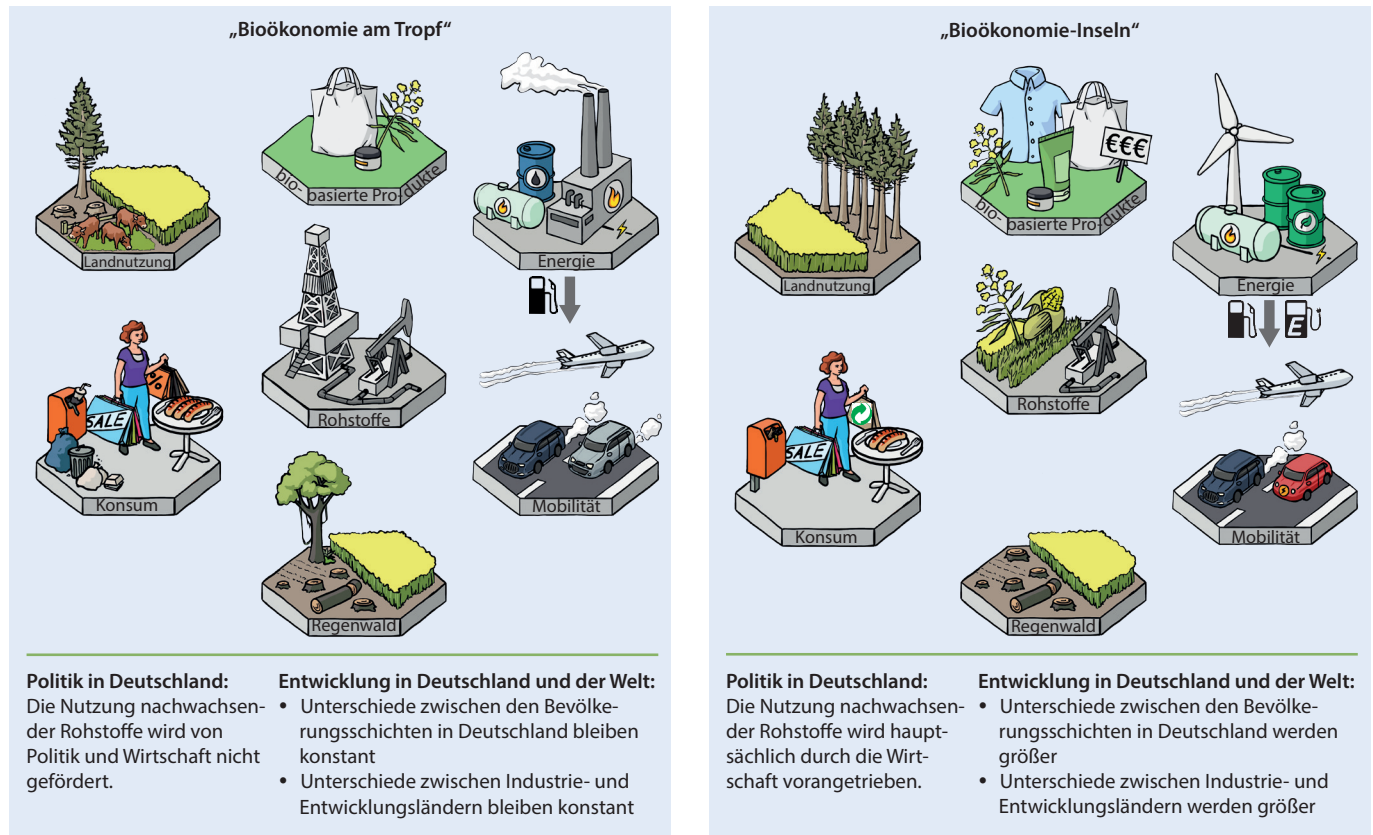 „Bioökonomie am Tropf“
bio-basierte Pro-dukte
Landnutzung
Energie
SALE
%
Rohstoffe
Konsum
Mobilität
Regenwald
Politik in Deutschland:
Die Nutzung nachwachsen-
der Rohstoffe wird von
Politik und Wirtschaft nicht
gefördert.
Entwicklung in Deutschland und der Welt:
• Unterschiede zwischen den Bevölke-
rungsschichten in Deutschland bleiben
konstant
• Unterschiede zwischen Industrie- und
Entwicklungsländern bleiben konstant
„Bioökonomie-Inseln“
€€€
bio-basierte Pro-dukte
Landnutzung
Energie
E
Rohstoffe
SALE
Konsum
Mobilität
Regenwald
Politik in Deutschland:
Die Nutzung nachwachsen-
der Rohstoffe wird haupt-
sächlich durch die Wirt-
schaft vorangetrieben.
Entwicklung in Deutschland und der Welt:
• Unterschiede zwischen den Bevölke-
rungsschichten in Deutschland werden
größer
• Unterschiede zwischen Industrie- und
Entwicklungsländern werden größer